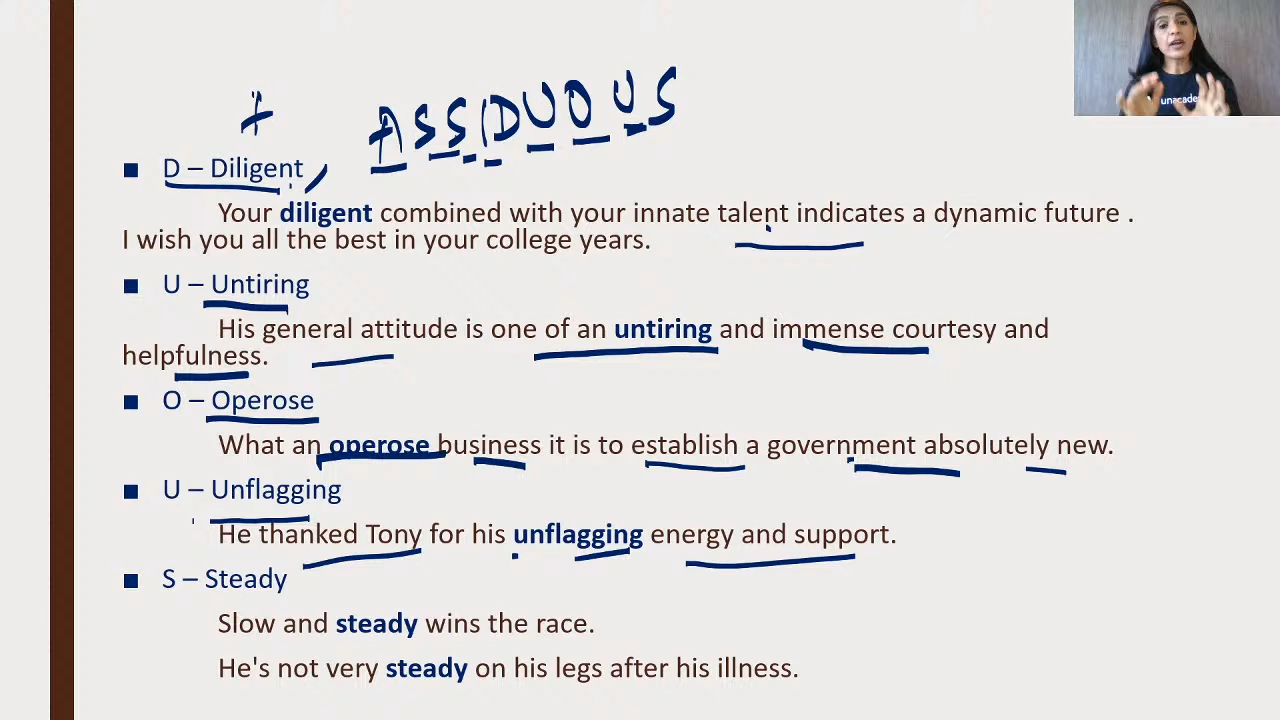 + ASSIDUOUS
D – Diligent,
Your diligent combined with your innate talent indicates a dynamic future .
I wish you all the best in your college years.
U – Untiring
His general attitude is one of an untiring and immense courtesy and
helpfulness.
O – Operose
What an operose business it is to establish a government absolutely new.
U – Unflagging
He thanked Tony for his unflagging energy and support.
S – Steady
Slow and steady wins the race.
He's not very steady on his legs after his illness.
unacade